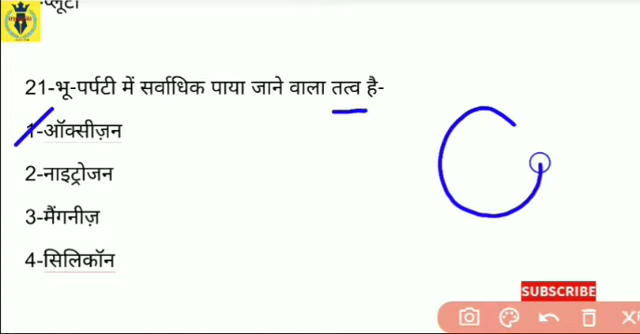 -प्लूटो
21-भू-पर्पटी में सर्वाधिक पाया जाने वाला तत्व है-
1-ऑक्सीज़न
2-नाइट्रोजन
3-मैंगनीज़
4-सिलिकॉन
SUBSCRIBE